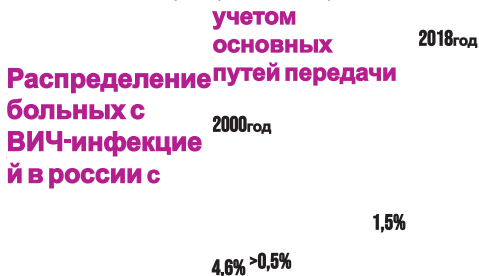 Распределение
больных с
ВИЧ-инфекцие
й в россии с
учетом
основных
путей передачи
2018год
2000год
1,5%
4.6%
>0,5%